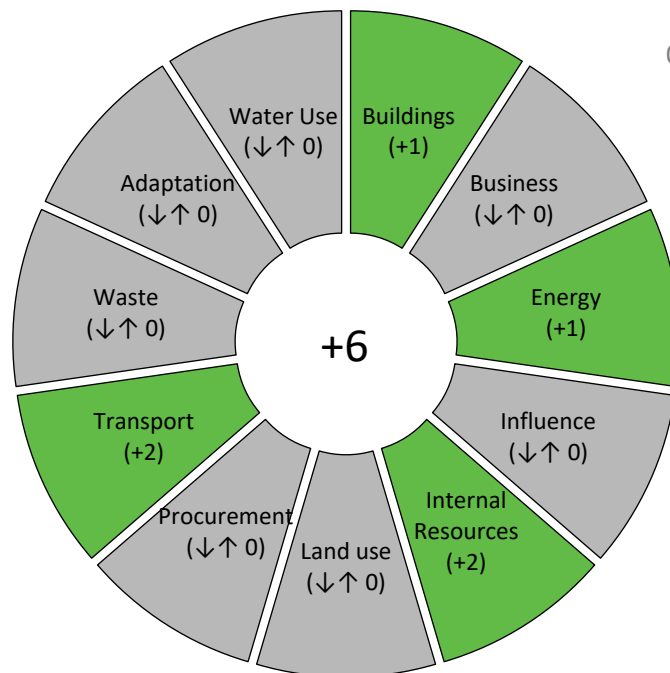 Water Use
(↓↑ 0)
Buildings
(+1)
Adaptation
(↓↑ 0)
Business
(↓↑ 0)
Waste
(↓↑ 0)
Energy
(+1)
+6
Transport
(+2)
Influence
(↓↑ 0)
Procurement
(↓↑ 0)
Land use
(↓↑ 0)
Internal
Resources
(+2)